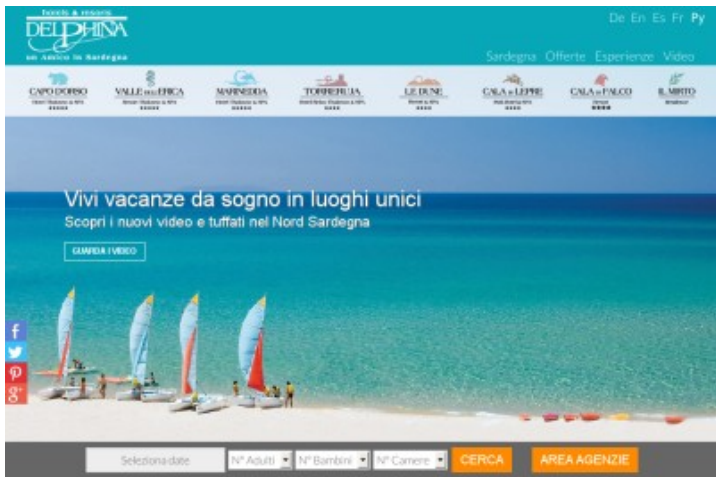 hotels & resorts
DELPHINA
un Amico in Sardegna
De En Es Fr Ру
Sardegna Offerte Esperienze Video
CAPO D'ORSO VALLE DELL'ERICA MARINEDDA TORRERUJA LE DUNE CALA DI LEPRE CALA DI FALCO IL MIRTO
Vivi vacanze da sogno in luoghi unici
Scopri i nuovi video e tuffati nel Nord Sardegna
GUARDA I VIDEO
Seleziona date N° Adulti N° Bambini N° Camere CERCA AREA AGENZIE